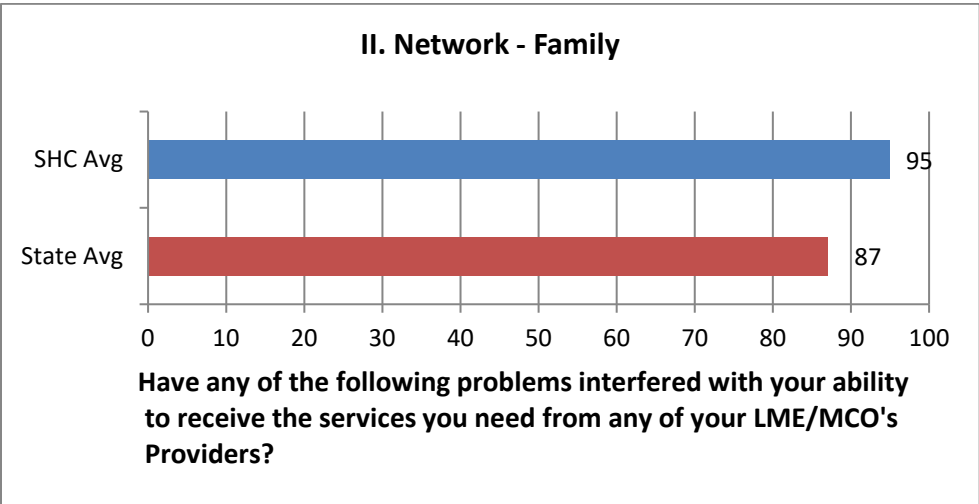 II. Network - Family
SHC Avg
95
State Avg
87
0 10 20 30 40 50 60 70 80 90 100
Have any of the following problems interfered with your ability
to receive the services you need from any of your LME/MCO's
Providers?